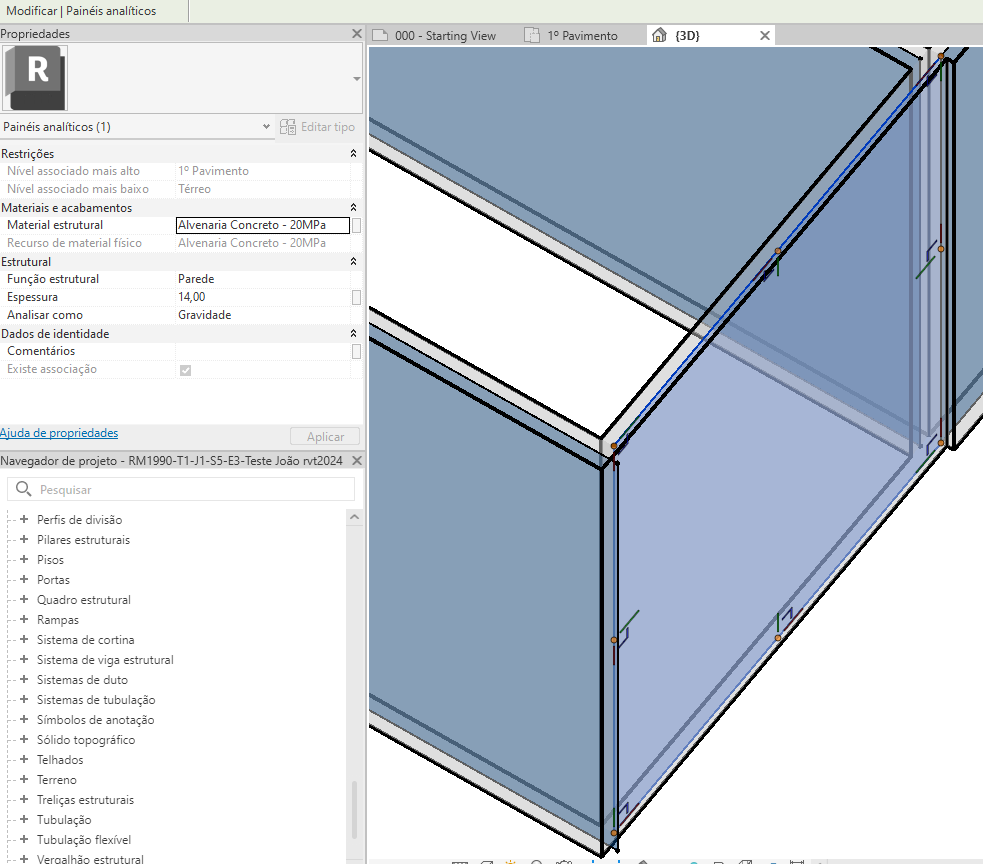 Modificar | Painéis analíticos
Propriedades
R
Painéis analíticos (1)
Editar tipo
Restrições
Nível associado mais alto 1º Pavimento
Nível associado mais baixo Térreo
Materiais e acabamentos
Material estrutural Alvenaria Concreto - 20MPa
Recurso de material físico Alvenaria Concreto - 20MPa
Estrutural
Função estrutural Parede
Espessura 14,00
Analisar como Gravidade
Dados de identidade
Comentários
Existe associação
Ajuda de propriedades
Aplicar
Navegador de projeto - RM1990-T1-J1-S5-E3-Teste João rvt2024
Pesquisar
Perfis de divisão
Pilares estruturais
Pisos
Portas
Quadro estrutural
Rampas
Sistema de cortina
Sistema de viga estrutural
Sistemas de duto
Sistemas de tubulação
Símbolos de anotação
Sólido topográfico
Telhados
Terreno
Treliças estruturais
Tubulação
Tubulação flexível
Vergalhão estrutural
000 - Starting View
1º Pavimento
{3D}